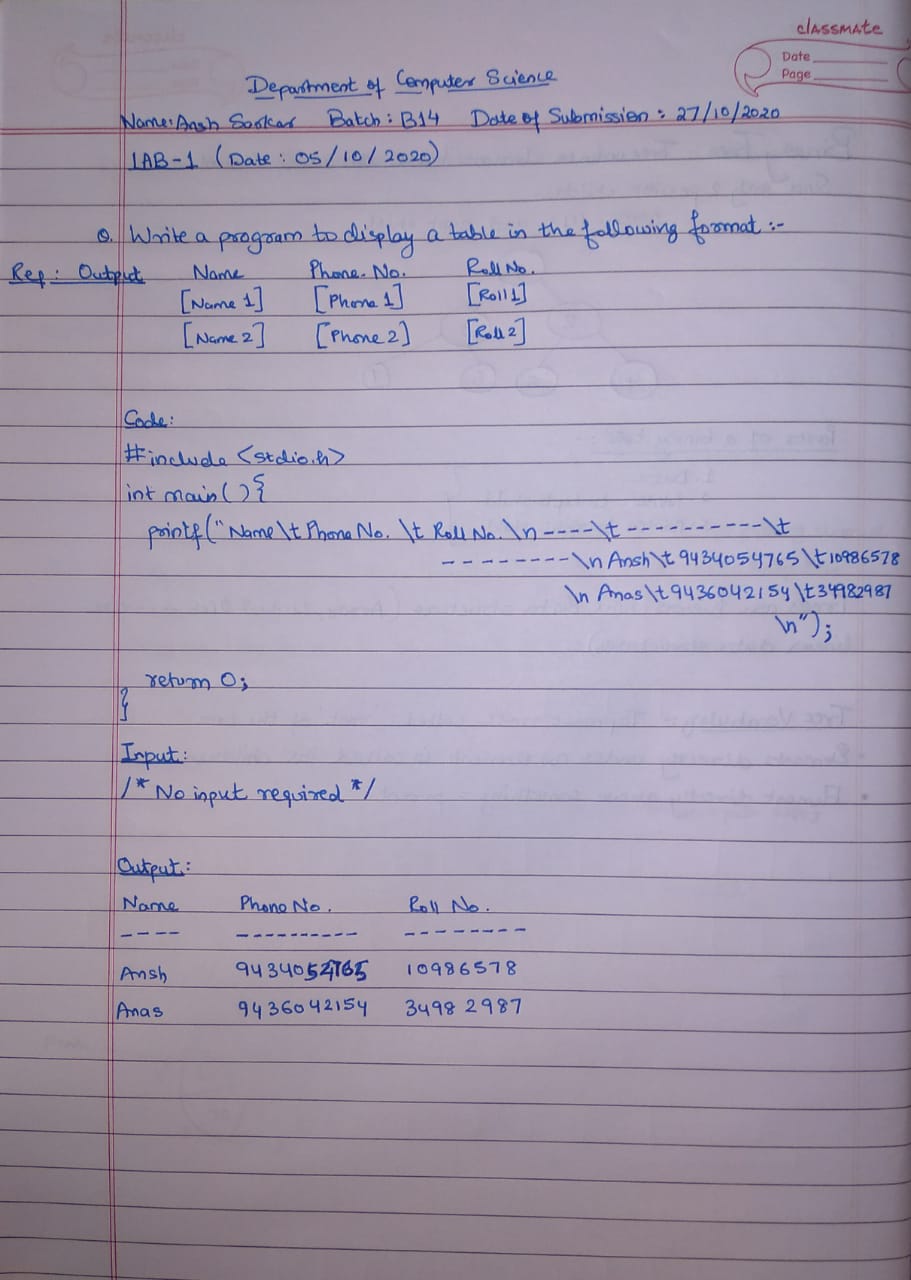 classmate
Date
Page
Department of Computer Science
Name: Ansh Sarkar Batch: B14 Date of Submission: 27/10/2020
LAB-1 (Date: 05/10/2020)
Q. Write a program to display a table in the following format :-
Req: Output Name Phone. No. Roll No.
[Name 1] [Phone 1] [Roll 1]
[Name 2] [Phone 2] [Roll 2]
Code:
#include <stdio.h>
int main(){
printf("Name\t Phone No. \t Roll No. \n ----\t ----------\t
--------\n Ansh\t 9434054765 \t 10986578
\n Anas\t 9436042154 \t 34982987
\n");
return 0;
}
Input:
/* No input required */
Output:
Name Phone No. Roll No.
---- ---------- --------
Ansh 9434054765 10986578
Anas 9436042154 34982987